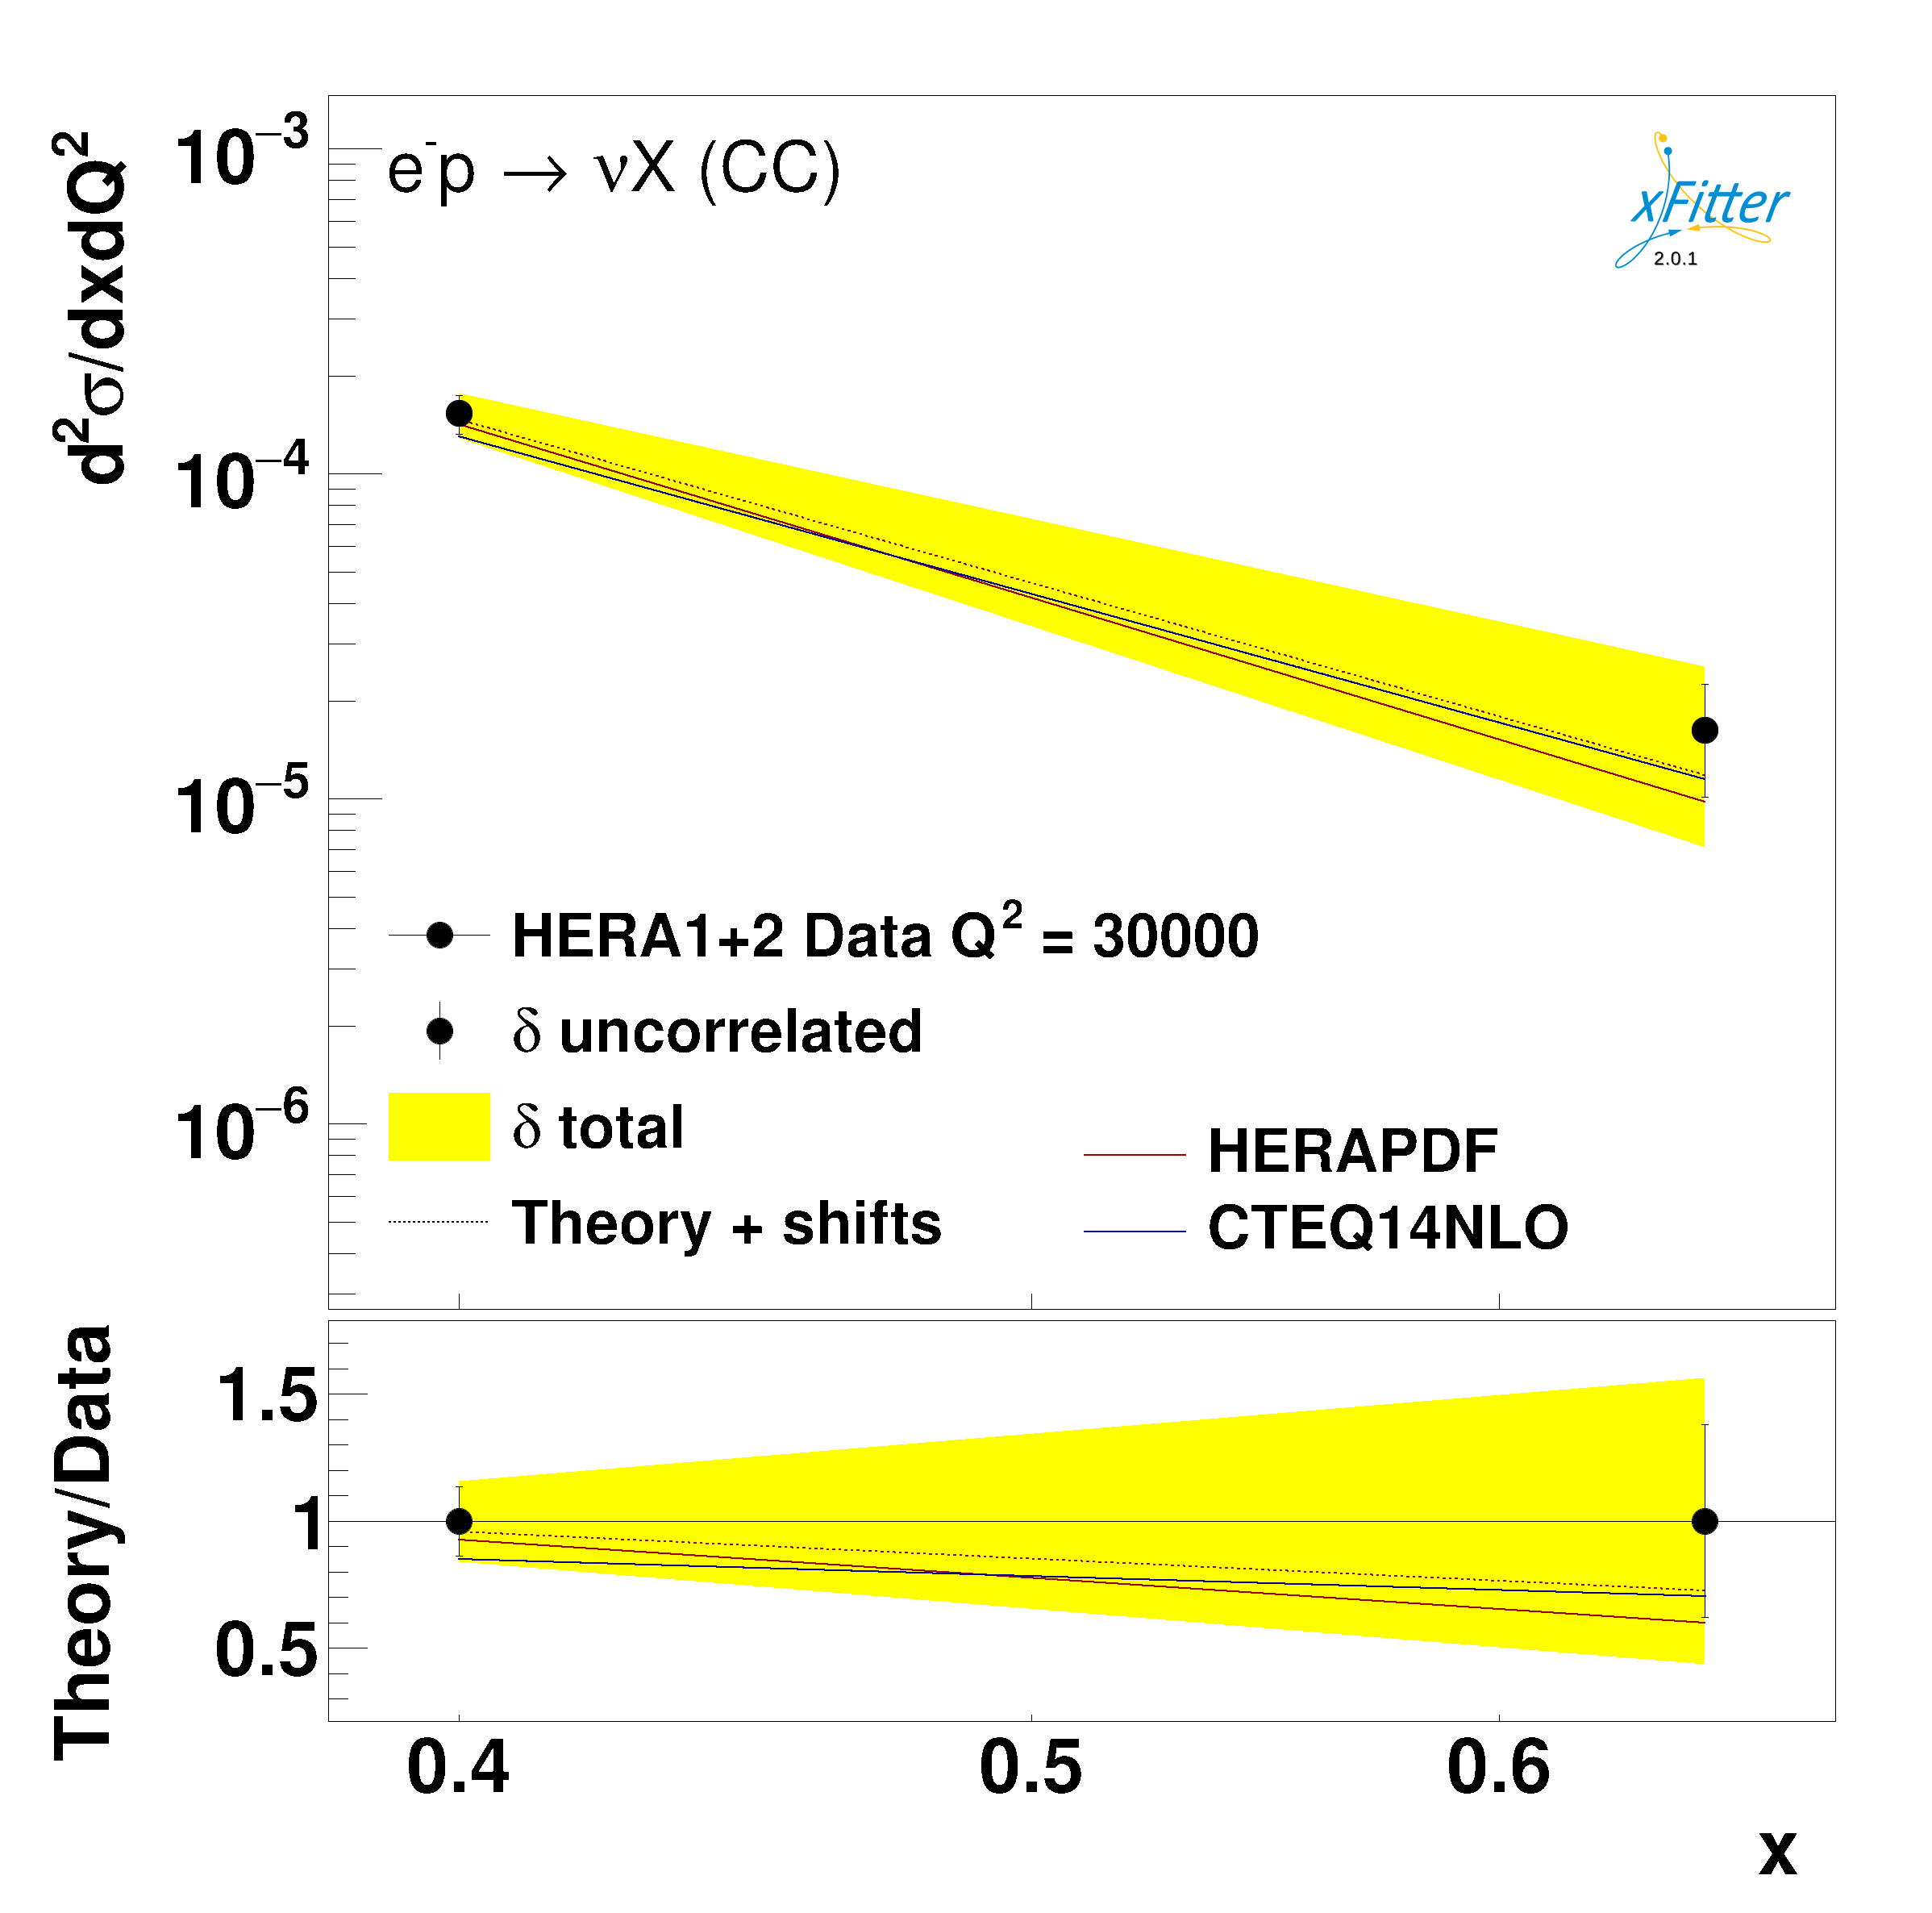 d²σ/dxdQ²
10⁻³
10⁻⁴
10⁻⁵
10⁻⁶
e⁻p → νX (CC)
xFitter
2.0.1
HERA1+2 Data Q² = 30000
δ uncorrelated
δ total
Theory + shifts
HERAPDF
CTEQ14NLO
Theory/Data
1.5
1
0.5
0.4 0.5 0.6
x